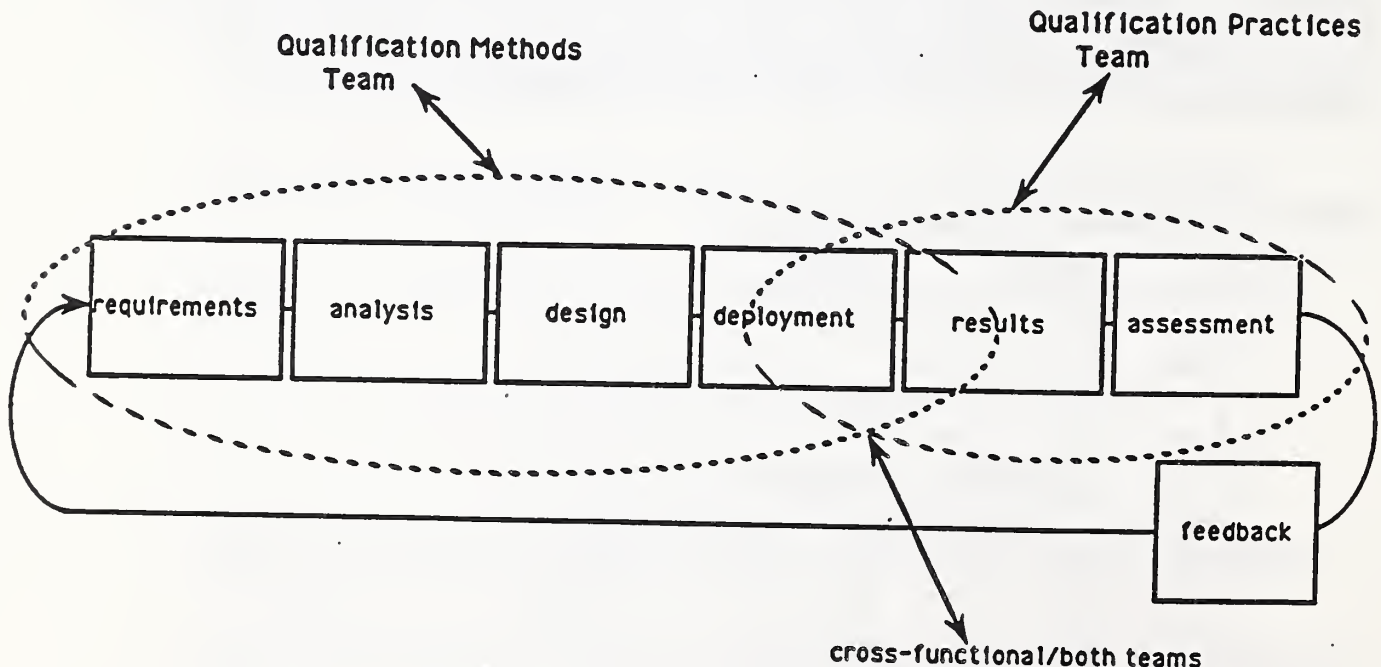 Qualification Methods
Team
Qualification Practices
Team
requirements
analysis
design
deployment
results
assessment
feedback
cross-functional/both teams